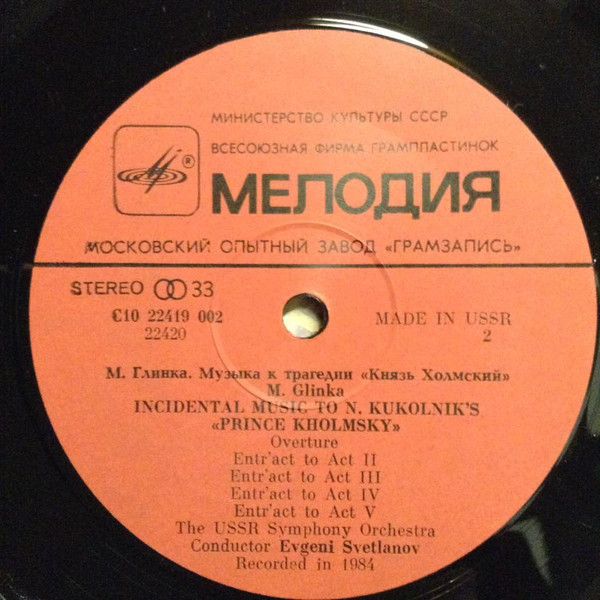 МИНИСТЕРСТВО КУЛЬТУРЫ СССР
ВСЕСОЮЗНАЯ ФИРМА ГРАМПЛАСТИНОК
®
МЕЛОДИЯ
МОСКОВСКИЙ ОПЫТНЫЙ ЗАВОД «ГРАМЗАПИСЬ»
STEREO 33
С10 22419 002
22420
MADE IN USSR
2
М. Глинка. Музыка к трагедии «Князь Холмский»
M. Glinka
INCIDENTAL MUSIC TO N. KUKOLNIK'S
«PRINCE KHOLMSKY»
Overture
Entr'act to Act II
Entr'act to Act III
Entr'act to Act IV
Entr'act to Act V
The USSR Symphony Orchestra
Conductor Evgeni Svetlanov
Recorded in 1984